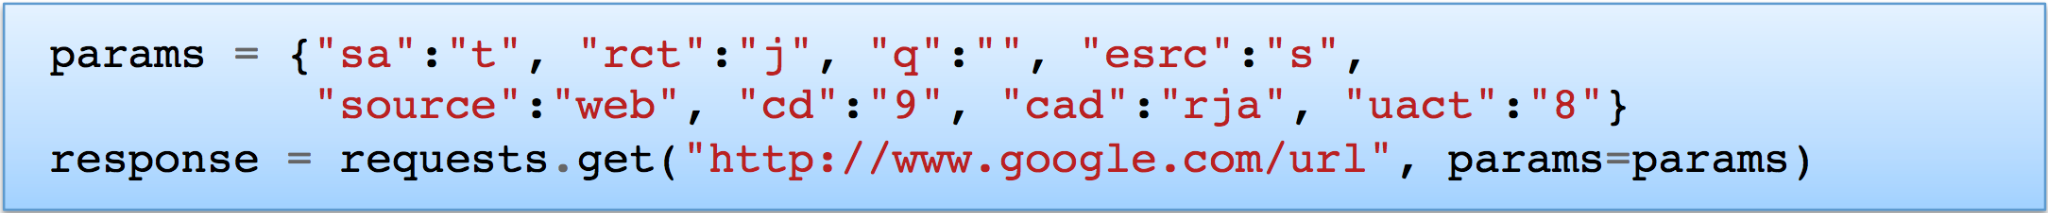 params = {"sa":"t", "rct":"j", "q":"", "esrc":"s",
"source":"web", "cd":"9", "cad":"rja", "uact":"8"}
response = requests.get("http://www.google.com/url", params=params)